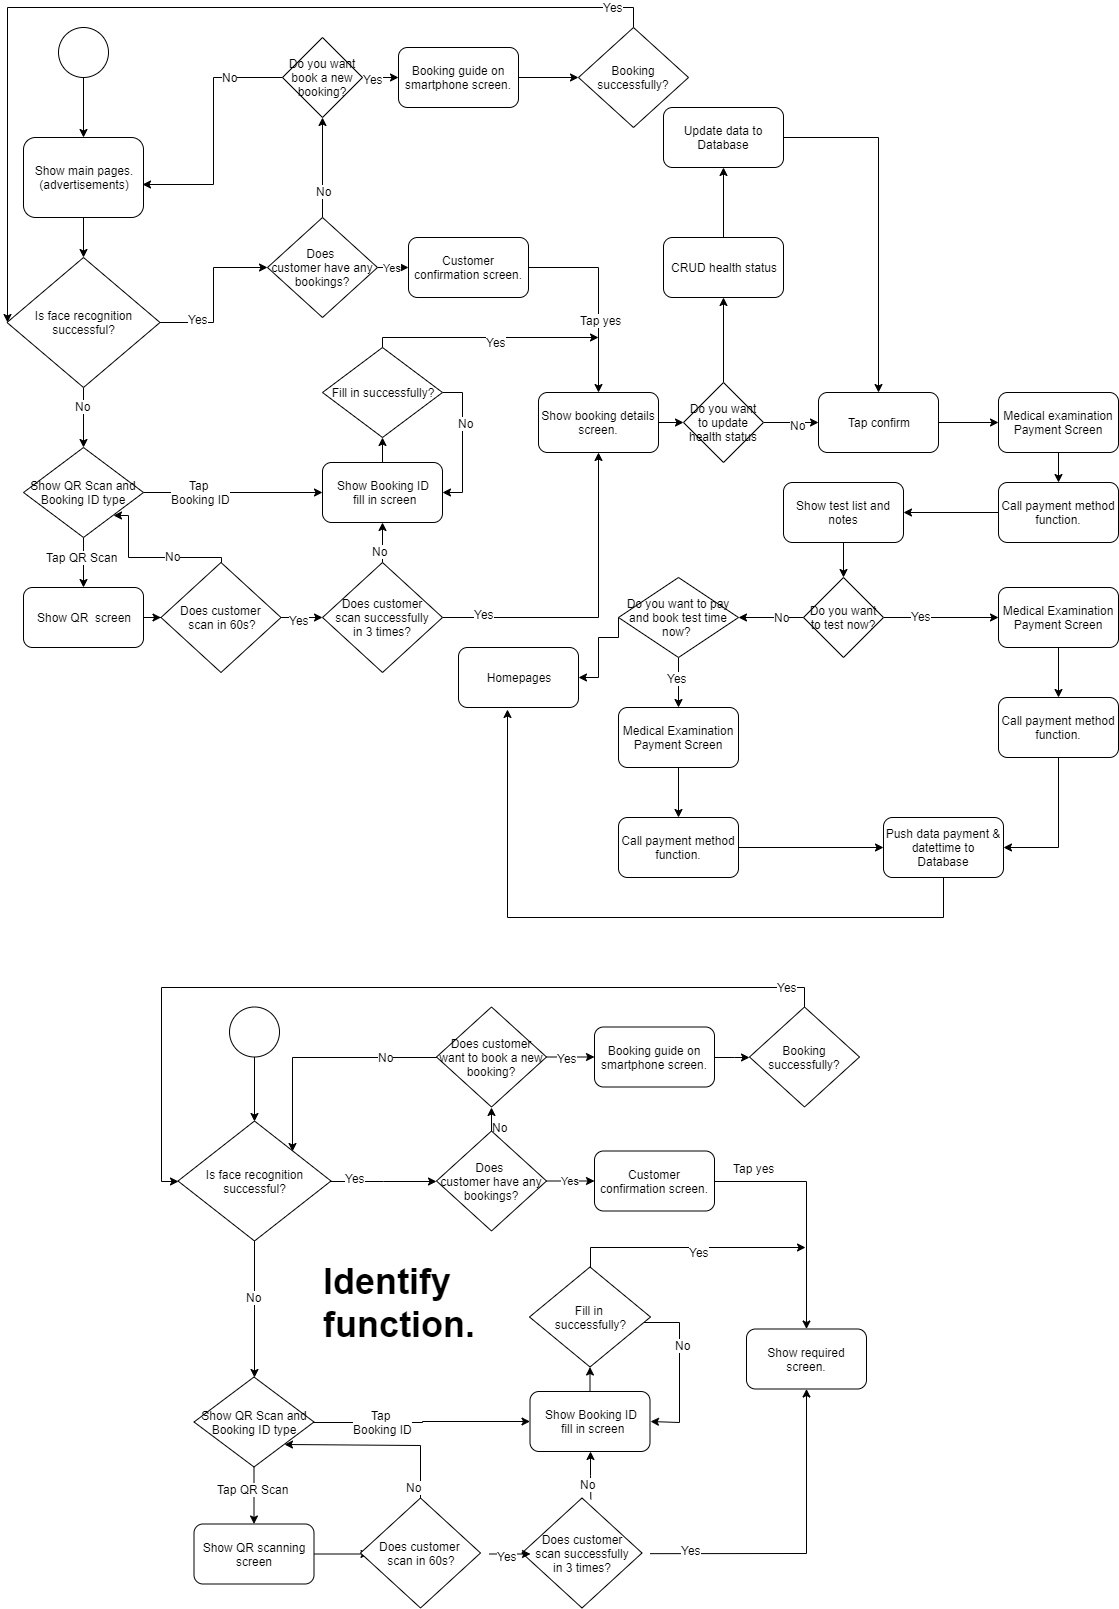 Yes
Do you want
book a new
booking?
No
Yes
Booking guide on
smartphone screen.
Booking
successfully?
Show main pages.
(advertisements)
Update data to
Database
No
Does
customer have any
bookings?
Yes
Customer
confirmation screen.
CRUD health status
Is face recognition
successful?
Yes
Tap yes
Yes
Fill in successfully?
No
No
Show booking details
screen.
Do you want
to update
health status
No
Tap confirm
Medical examination
Payment Screen
Show QR Scan and
Booking ID type
Tap
Booking ID
Show Booking ID
fill in screen
Show test list and
notes
Call payment method
function.
Tap QR Scan
No
No
Show QR  screen
Does customer
scan in 60s?
Yes
Does customer
scan successfully
in 3 times?
Yes
Do you want to pay
and book test time
now?
No
Do you want
to test now?
Yes
Medical Examination
Payment Screen
Homepages
Yes
Medical Examination
Payment Screen
Call payment method
function.
Call payment method
function.
Push data payment &
datettime to
Database
Yes
Does customer
want to book a new
booking?
No
Yes
Booking guide on
smartphone screen.
Booking
successfully?
No
Is face recognition
successful?
Yes
Does
customer have any
bookings?
Yes
Customer
confirmation screen.
Tap yes
Yes
Identify
function.
No
Fill in
successfully?
No
Show required
screen.
Show QR Scan and
Booking ID type
Tap
Booking ID
Show Booking ID
fill in screen
Tap QR Scan
No
No
Show QR scanning
screen
Does customer
scan in 60s?
Yes
Does customer
scan successfully
in 3 times?
Yes